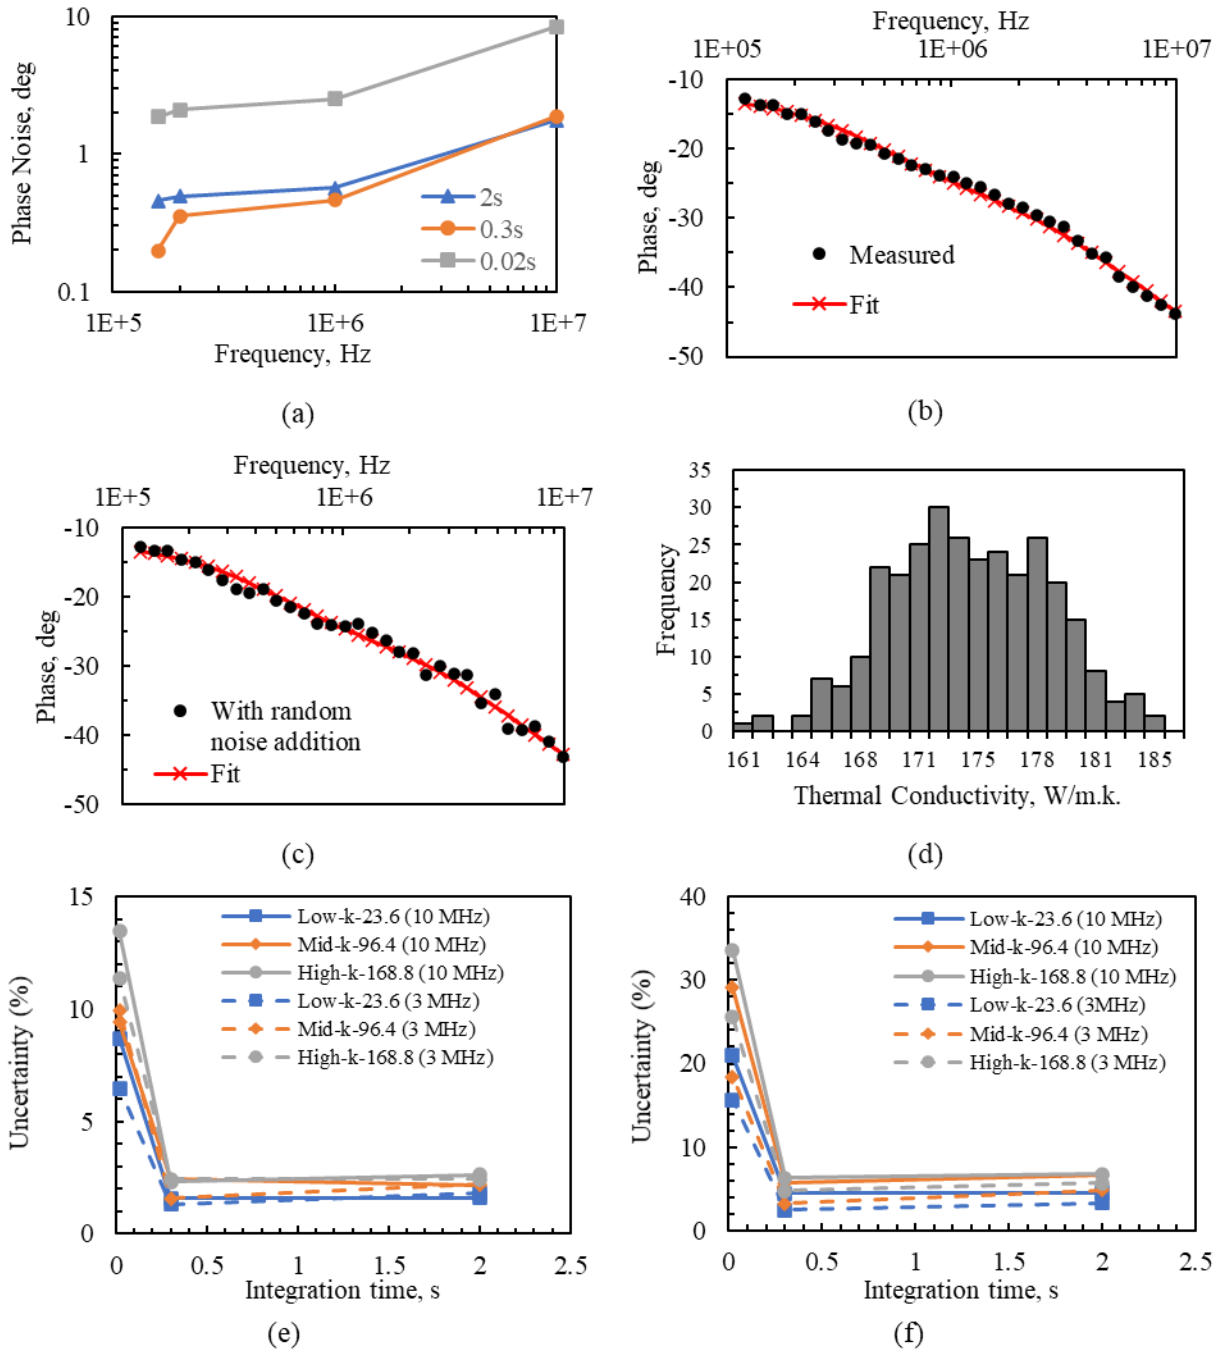 10
1
0.1
Phase Noise, deg
2s
0.3s
0.02s
1E+5 1E+6 1E+7
Frequency, Hz
(a)
Frequency, Hz
1E+05 1E+06 1E+07
-10
-20
-30
-40
-50
Phase, deg
Measured
Fit
(b)
Frequency, Hz
1E+5 1E+6 1E+7
-10
-20
-30
-40
-50
Phase, deg
With random
noise addition
Fit
(c)
35
30
25
20
15
10
5
0
Frequency
161 164 168 171 175 178 181 185
Thermal Conductivity, W/m.k.
(d)
15
10
5
0
Uncertainty (%)
Low-k-23.6 (10 MHz)
Mid-k-96.4 (10 MHz)
High-k-168.8 (10 MHz)
Low-k-23.6 (3 MHz)
Mid-k-96.4 (3 MHz)
High-k-168.8 (3 MHz)
0 0.5 1 1.5 2 2.5
Integration time, s
(e)
40
30
20
10
0
Uncertainty (%)
Low-k-23.6 (10 MHz)
Mid-k-96.4 (10 MHz)
High-k-168.8 (10 MHz)
Low-k-23.6 (3MHz)
Mid-k-96.4 (3 MHz)
High-k-168.8 (3 MHz)
0 0.5 1 1.5 2 2.5
Integration time, s
(f)